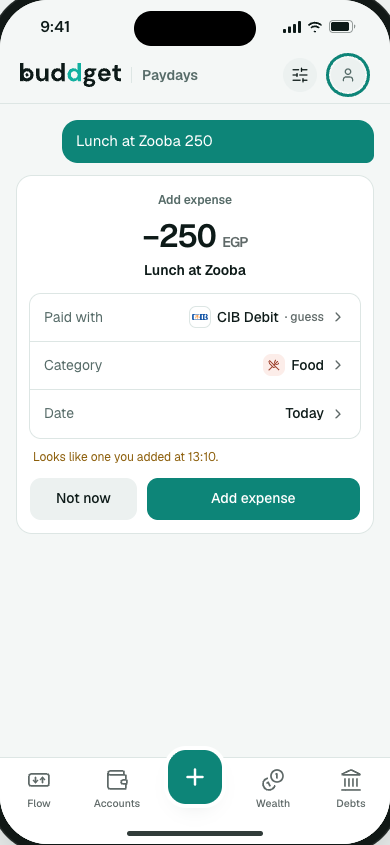 9:41
buddget Paydays
Lunch at Zooba 250
Add expense
−250 EGP
Lunch at Zooba
Paid with CIB CIB Debit · guess
Category Food
Date Today
Looks like one you added at 13:10.
Not now Add expense
Flow Accounts Wealth Debts